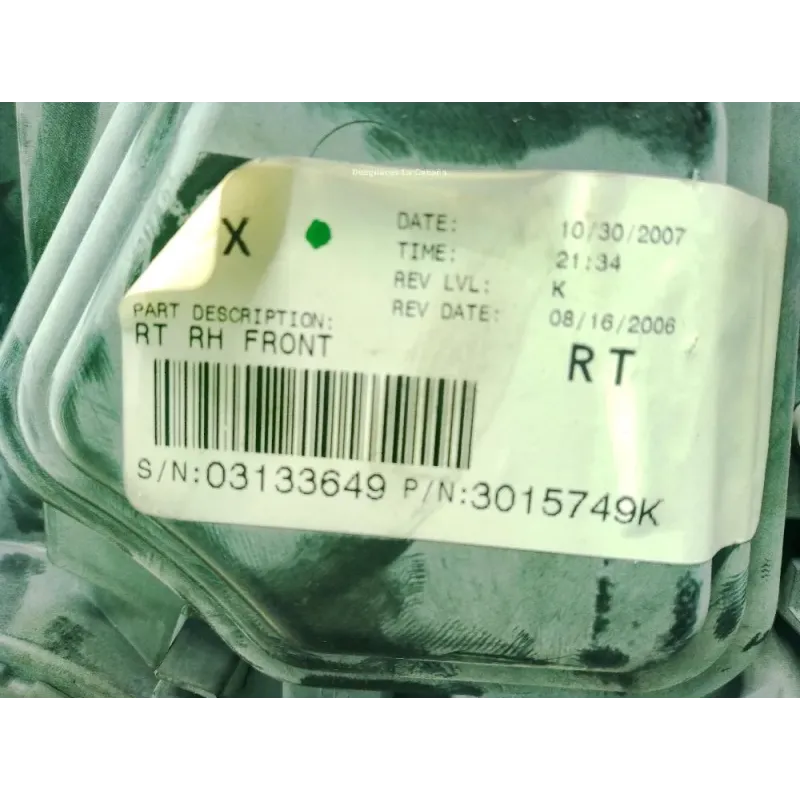 X
DATE: 10/30/2007
TIME: 21:34
REV LVL: K
REV DATE: 08/16/2006
PART DESCRIPTION:
RT RH FRONT
RT
S/N:03133649 P/N:3015749K